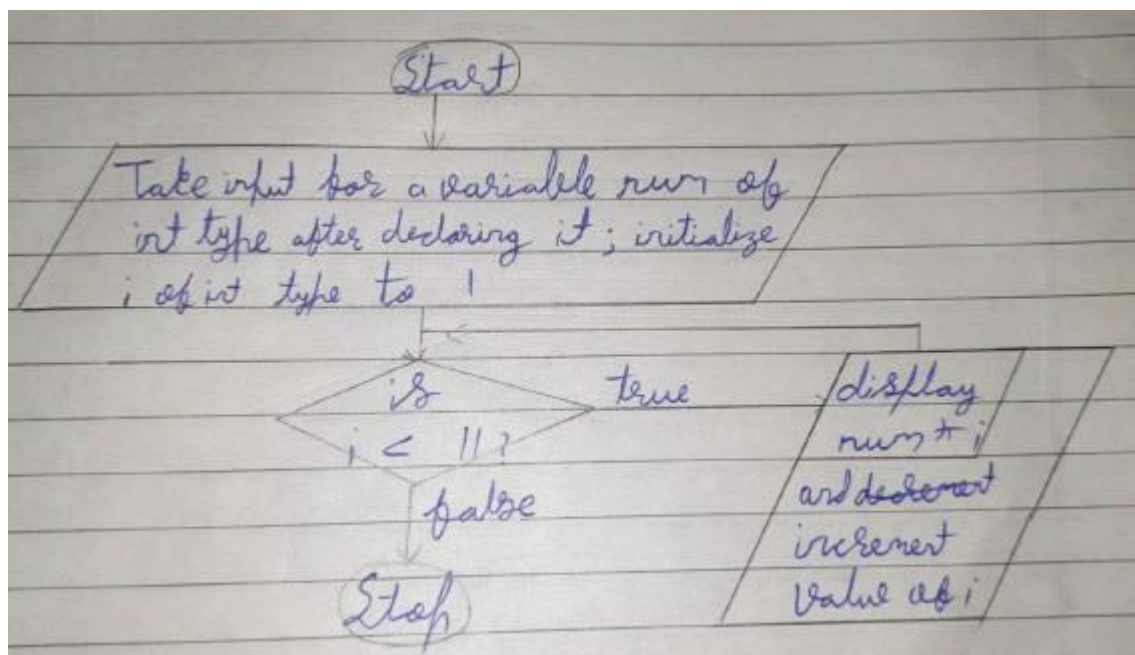 Start
Take input for a variable num of
int type after declaring it ; initialize
i of int type to 1
is
i < 11 ?
true
display
num * i
and decrement
increment
value of i
false
Stop